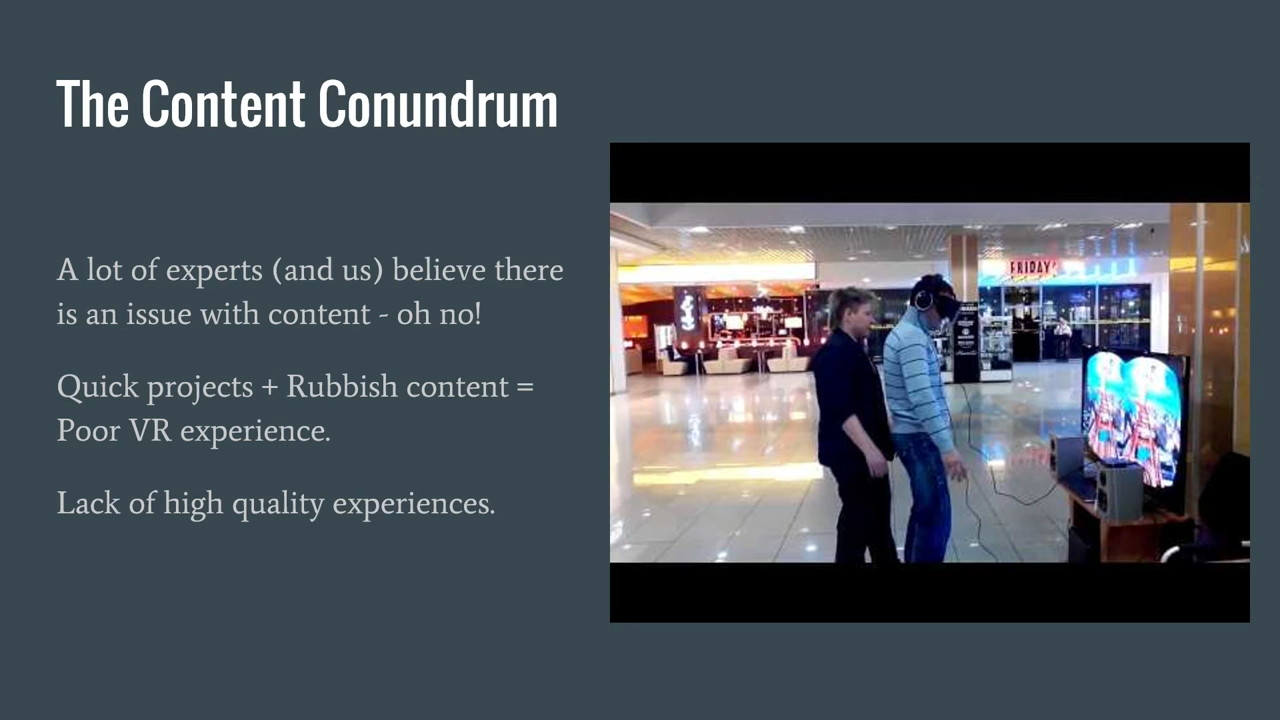 The Content Conundrum
A lot of experts (and us) believe there
is an issue with content - oh no!
Quick projects + Rubbish content =
Poor VR experience.
Lack of high quality experiences.
FRIDAY'